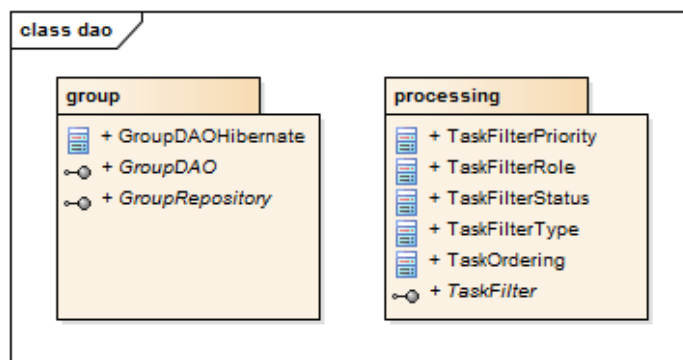 class dao
group
+ GroupDAOHibernate
+ GroupDAO
+ GroupRepository
processing
+ TaskFilterPriority
+ TaskFilterRole
+ TaskFilterStatus
+ TaskFilterType
+ TaskOrdering
+ TaskFilter